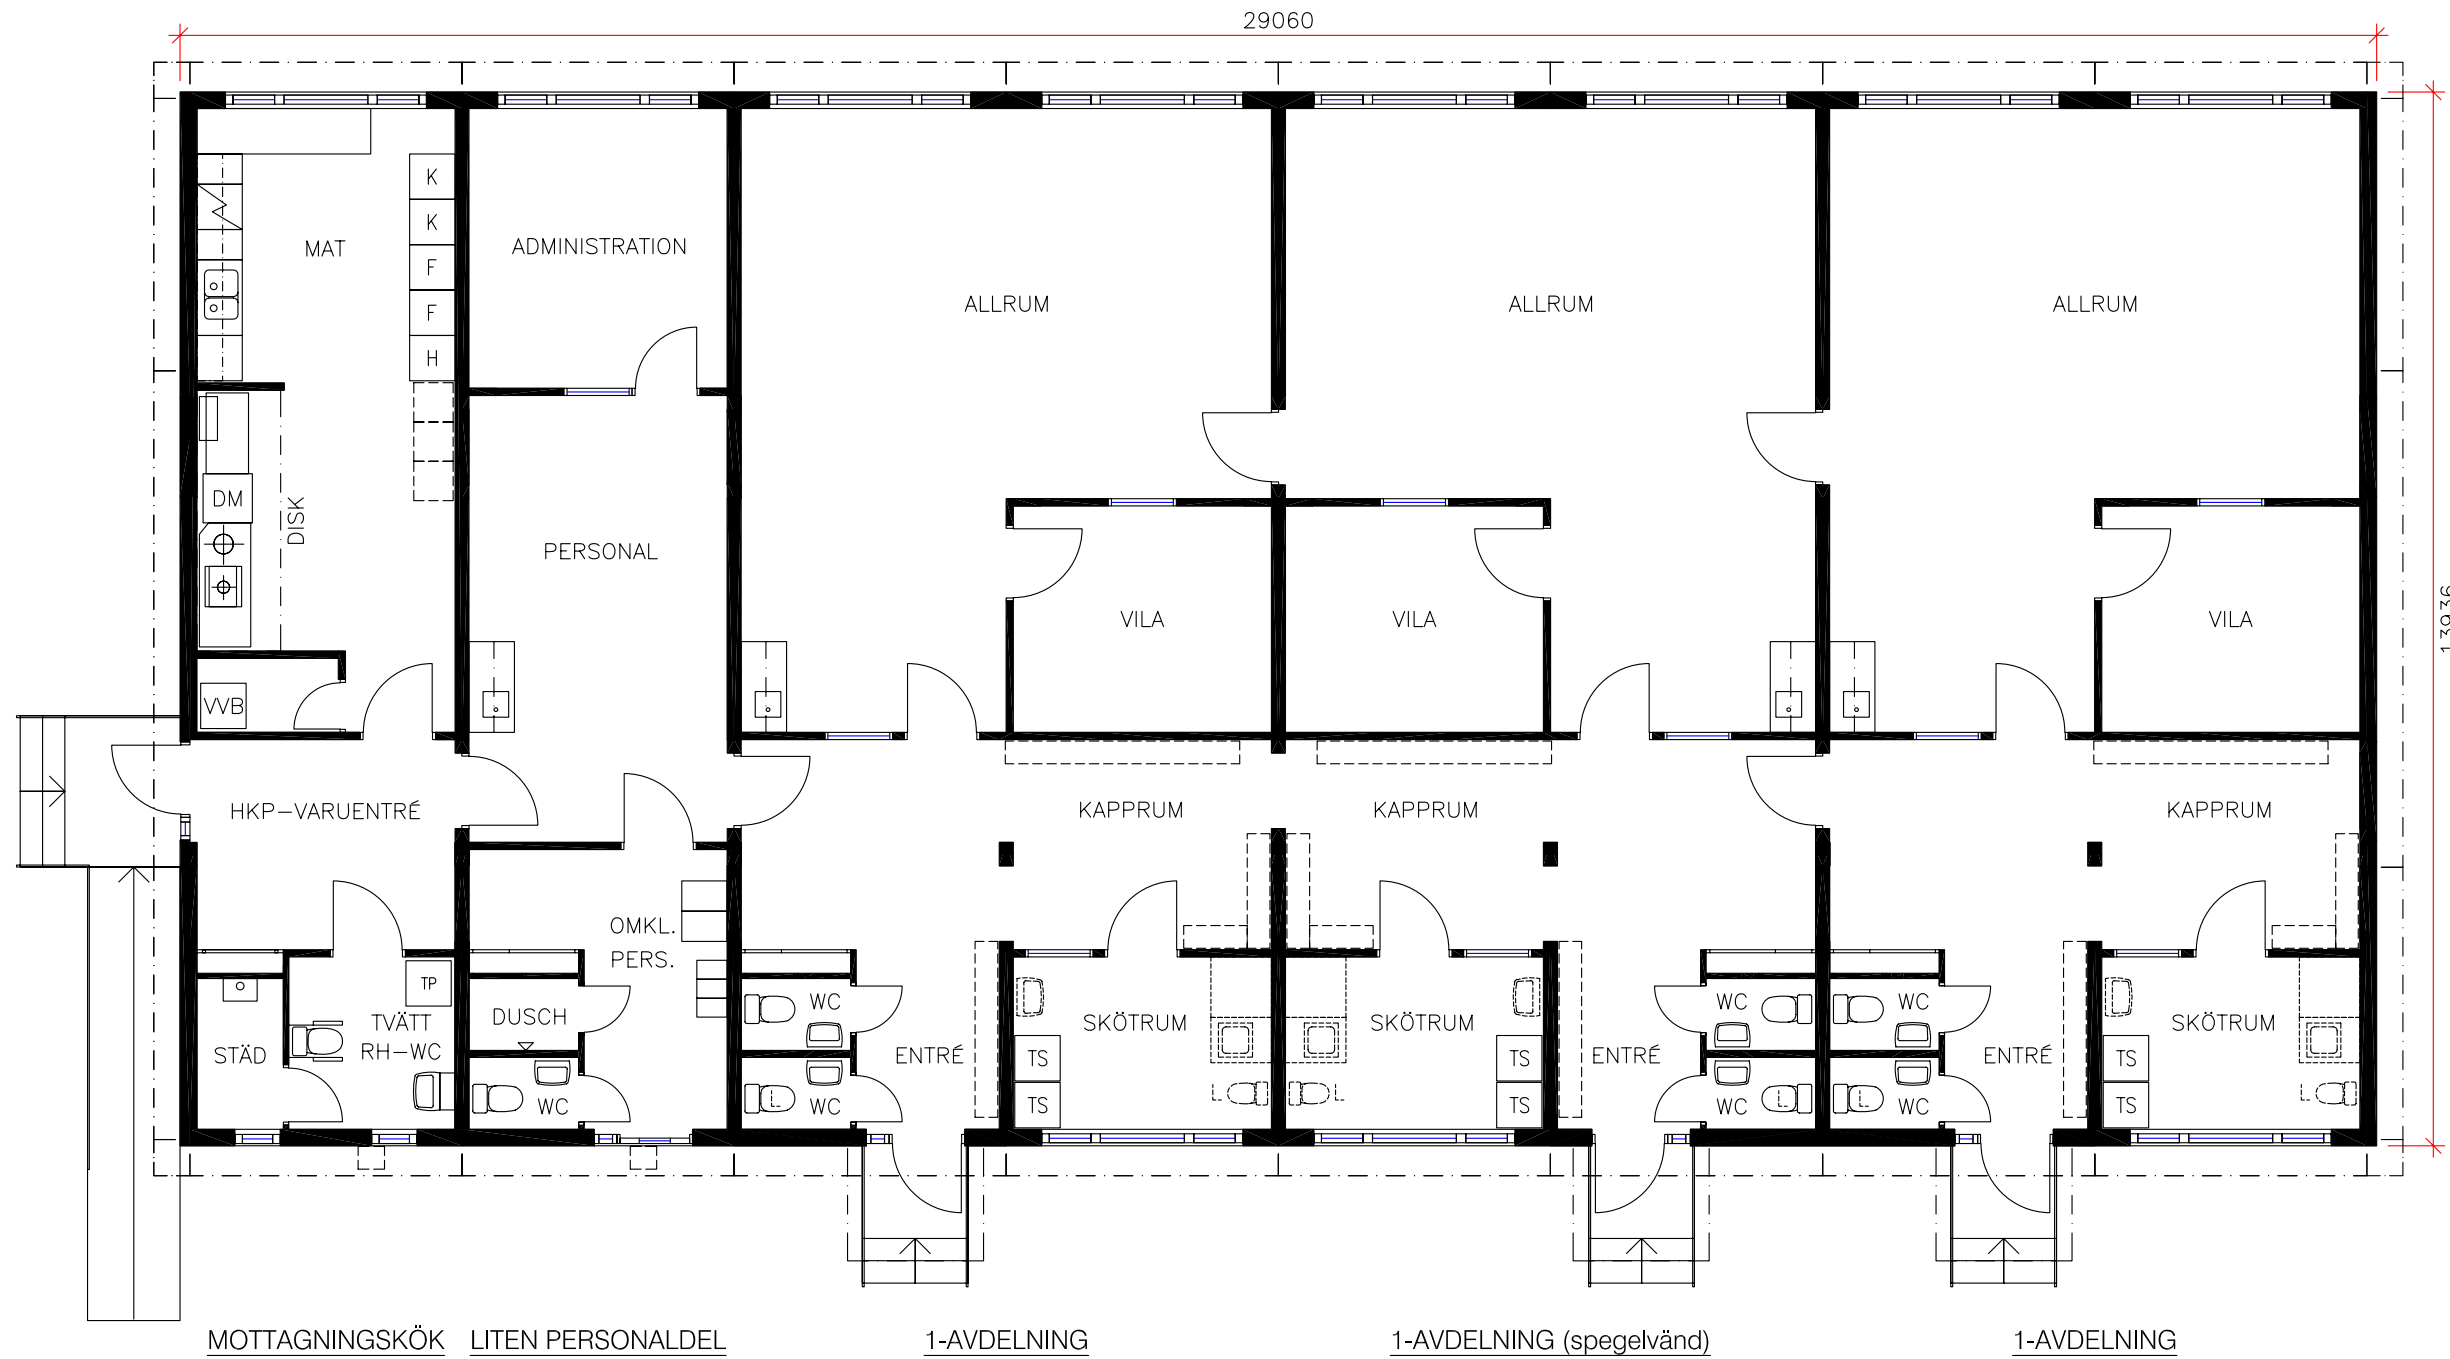 29060
K
K
MAT
ADMINISTRATION
F
ALLRUM
ALLRUM
ALLRUM
F
H
DM
DISK
PERSONAL
13936
VILA
VILA
VILA
VVB
HKP-VARUENTRÉ
KAPPRUM
KAPPRUM
KAPPRUM
OMKL.
PERS.
TP
WC
WC
WC
DUSCH
TVÄTT
RH-WC
SKÖTRUM
SKÖTRUM
SKÖTRUM
STÄD
ENTRÉ
ENTRÉ
ENTRÉ
TS
TS
TS
WC
WC
WC
WC
TS
TS
TS
MOTTAGNINGSKÖK
LITEN PERSONALDEL
1-AVDELNING
1-AVDELNING (spegelvänd)
1-AVDELNING